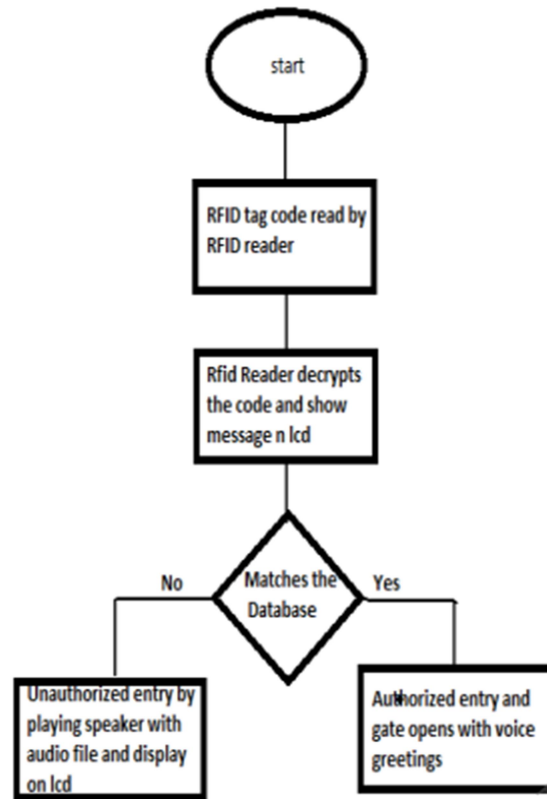 start
RFID tag code read by
RFID reader
Rfid Reader decrypts
the code and show
message n lcd
Matches the
Database
No
Yes
Unauthorized entry by
playing speaker with
audio file and display
on lcd
Authorized entry and
gate opens with voice
greetings